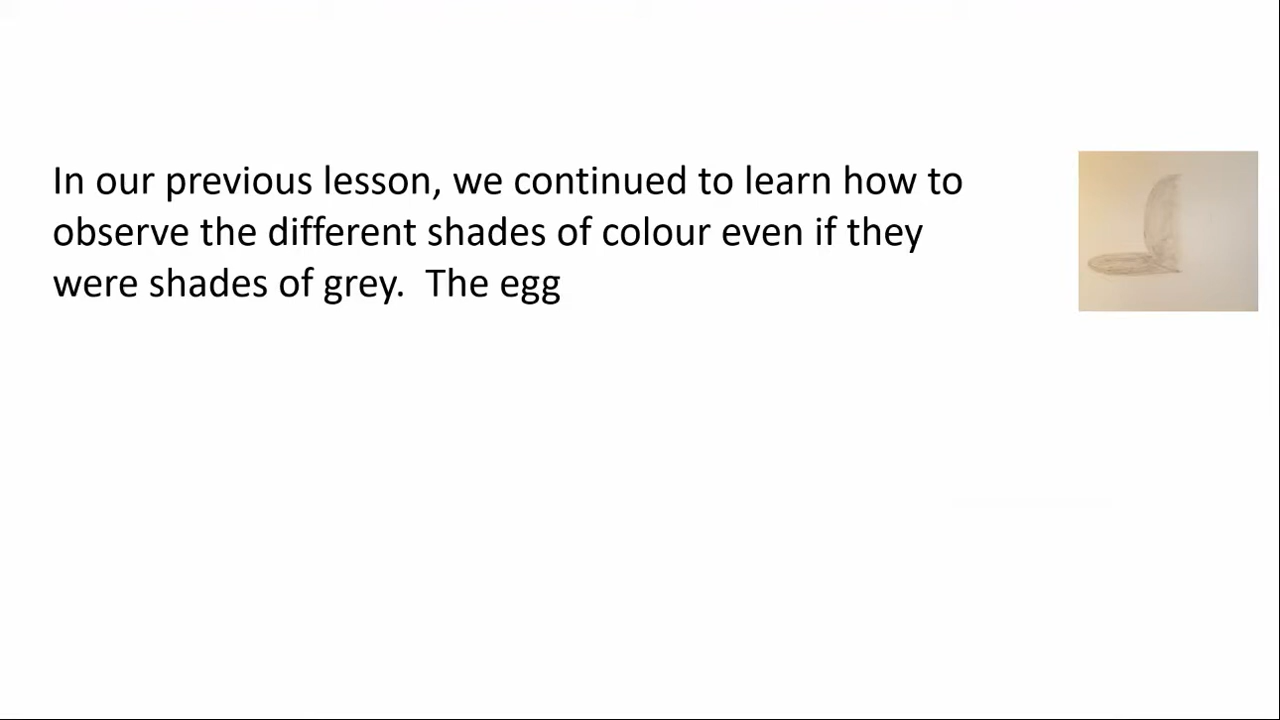 In our previous lesson, we continued to learn how to
observe the different shades of colour even if they
were shades of grey.  The egg